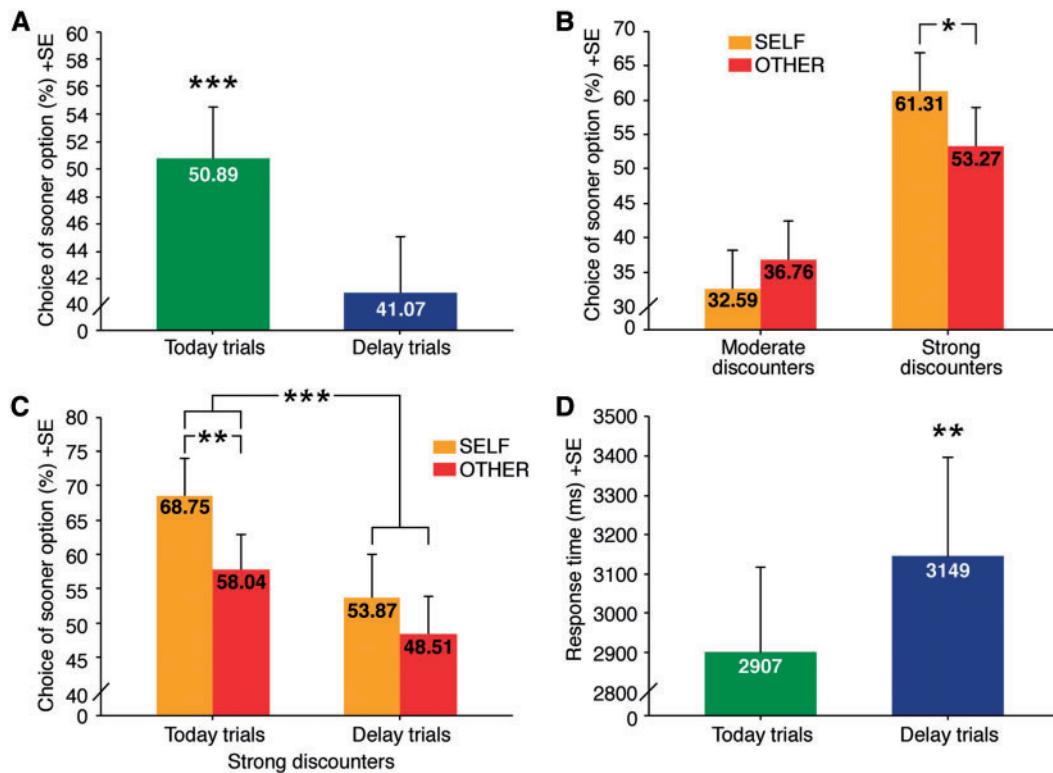 A
Choice of sooner option (%) +SE
60
58
56
54
52
50
48
46
44
42
40
0
***
50.89
41.07
Today trials
Delay trials
B
Choice of sooner option (%) +SE
70
65
60
55
50
45
40
35
30
0
SELF
OTHER
*
32.59
36.76
61.31
53.27
Moderate
discounters
Strong
discounters
C
Choice of sooner option (%) +SE
80
75
70
65
60
55
50
45
40
0
***
**
SELF
OTHER
68.75
58.04
53.87
48.51
Today trials
Delay trials
Strong discounters
D
Response time (ms) +SE
3500
3400
3200
3100
3000
2900
2800
0
**
2907
3149
Today trials
Delay trials